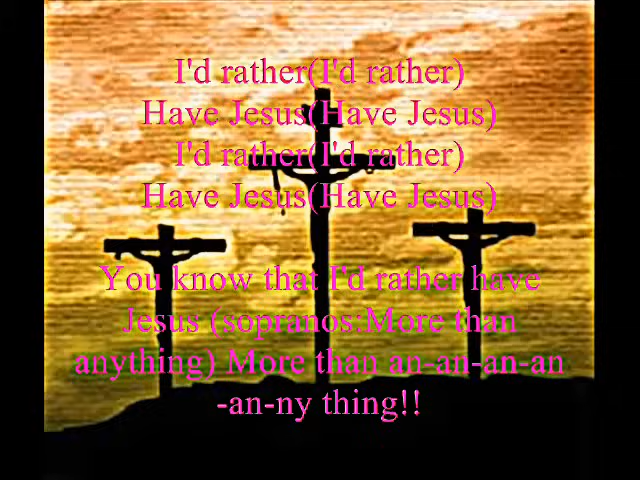 I'd rather(I'd rather)
Have Jesus(Have Jesus)
I'd rather(I'd rather)
Have Jesus(Have Jesus)
You know that I'd rather have
Jesus (sopranos:More than
anything) More than an-an-an-an
-an-ny thing!!